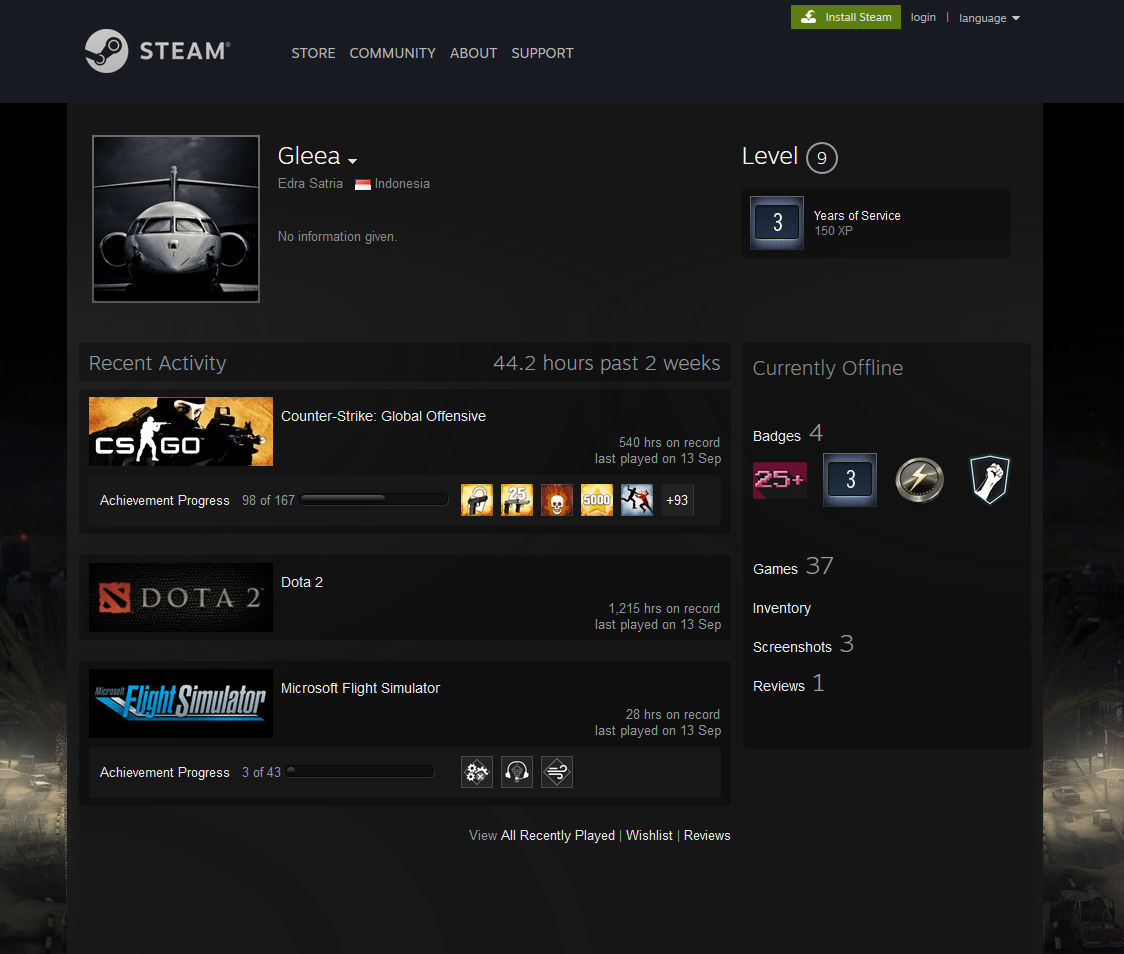 Install Steam login | language
STEAM®
STORE COMMUNITY ABOUT SUPPORT
Gleea
Edra Satria Indonesia
No information given.
Level 9
3
Years of Service
150 XP
Recent Activity 44.2 hours past 2 weeks
CS GO
Counter-Strike: Global Offensive
540 hrs on record
last played on 13 Sep
Achievement Progress 98 of 167
25
5000
+93
DOTA 2
Dota 2
1,215 hrs on record
last played on 13 Sep
Microsoft
Flight Simulator
Microsoft Flight Simulator
28 hrs on record
last played on 13 Sep
Achievement Progress 3 of 43
View All Recently Played | Wishlist | Reviews
Currently Offline
Badges 4
25+
3
Games 37
Inventory
Screenshots 3
Reviews 1